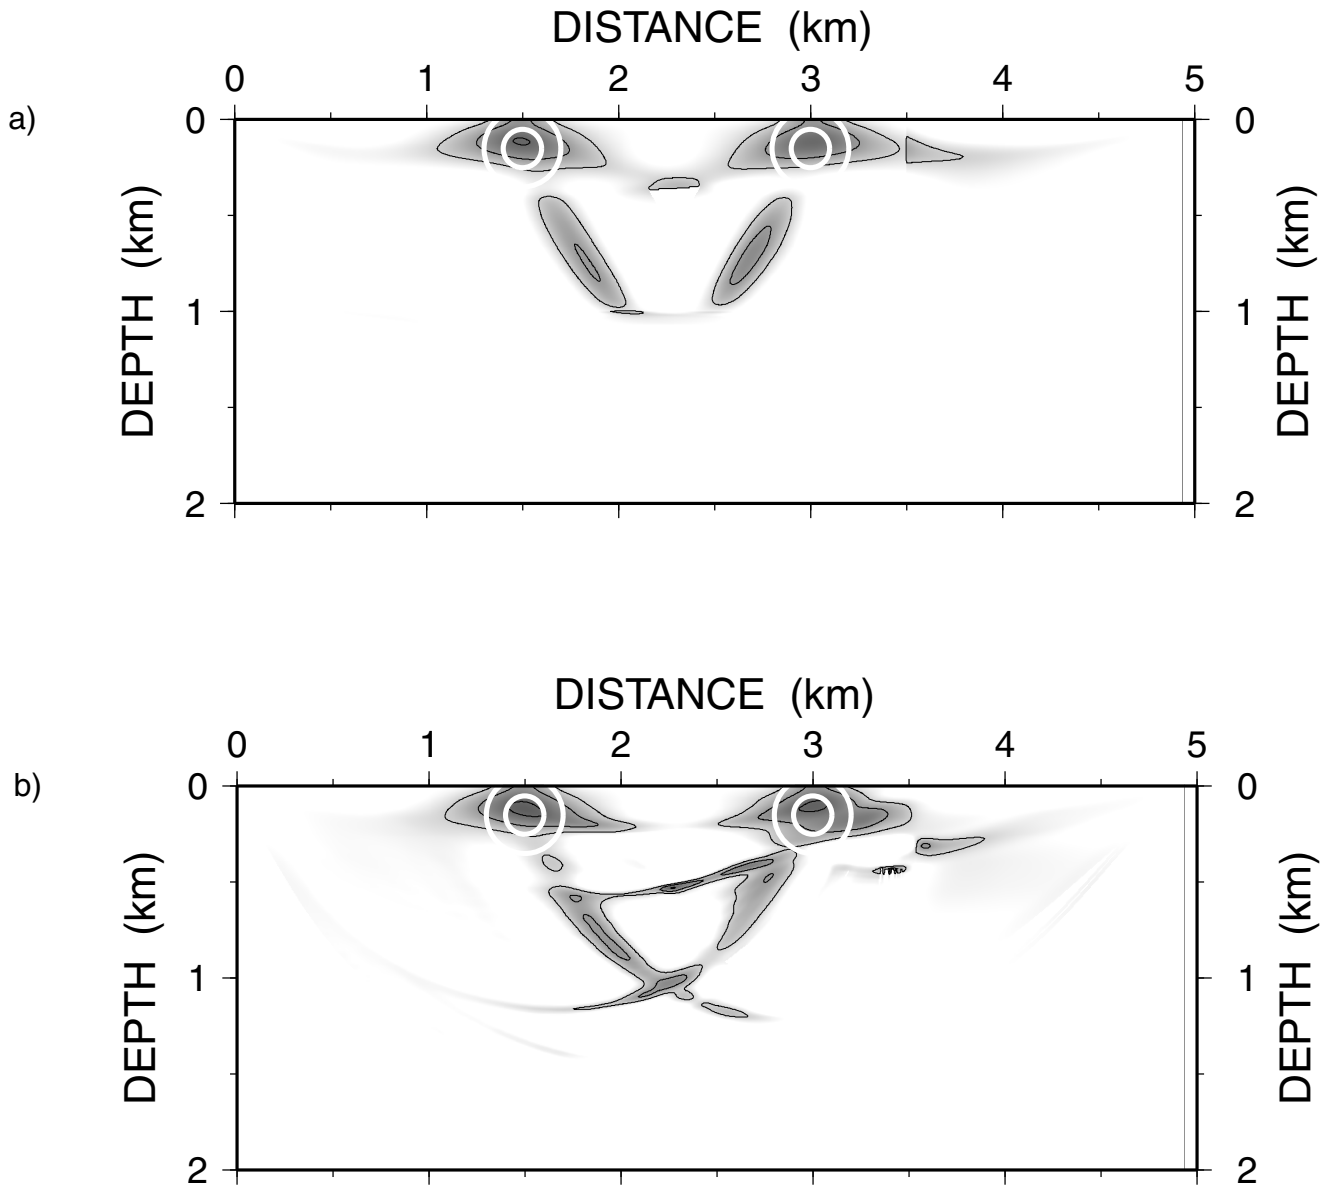 DISTANCE (km)
0 1 2 3 4 5
a)
0 0
DEPTH (km) DEPTH (km)
1 1
2 2
DISTANCE (km)
0 1 2 3 4 5
b)
0 0
DEPTH (km) DEPTH (km)
1 1
2 2